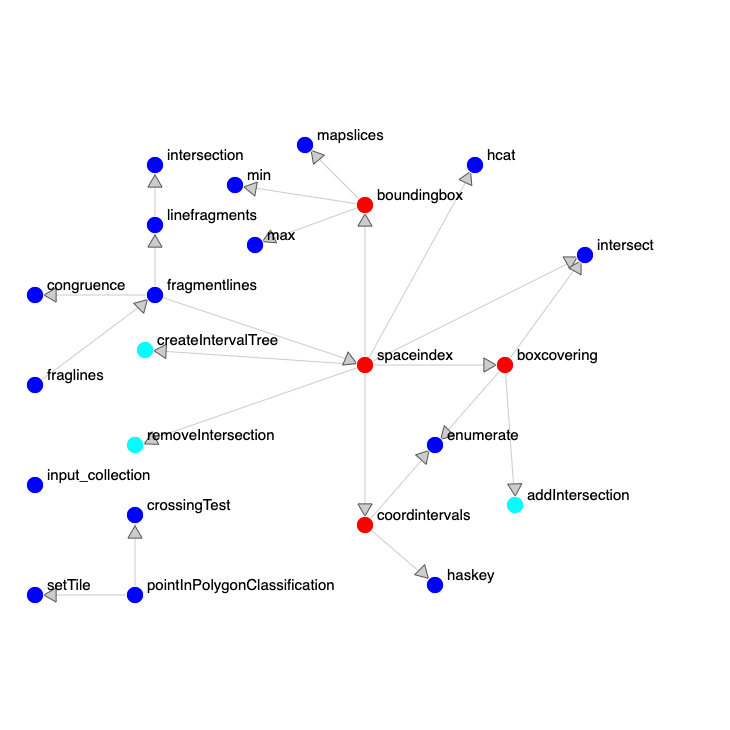 mapslices
intersection
hcat
min
boundingbox
linefragments
max
intersect
congruence
fragmentlines
createIntervalTree
spaceindex
boxcovering
fraglines
removeIntersection
enumerate
input_collection
addIntersection
crossingTest
coordintervals
haskey
setTile
pointInPolygonClassification